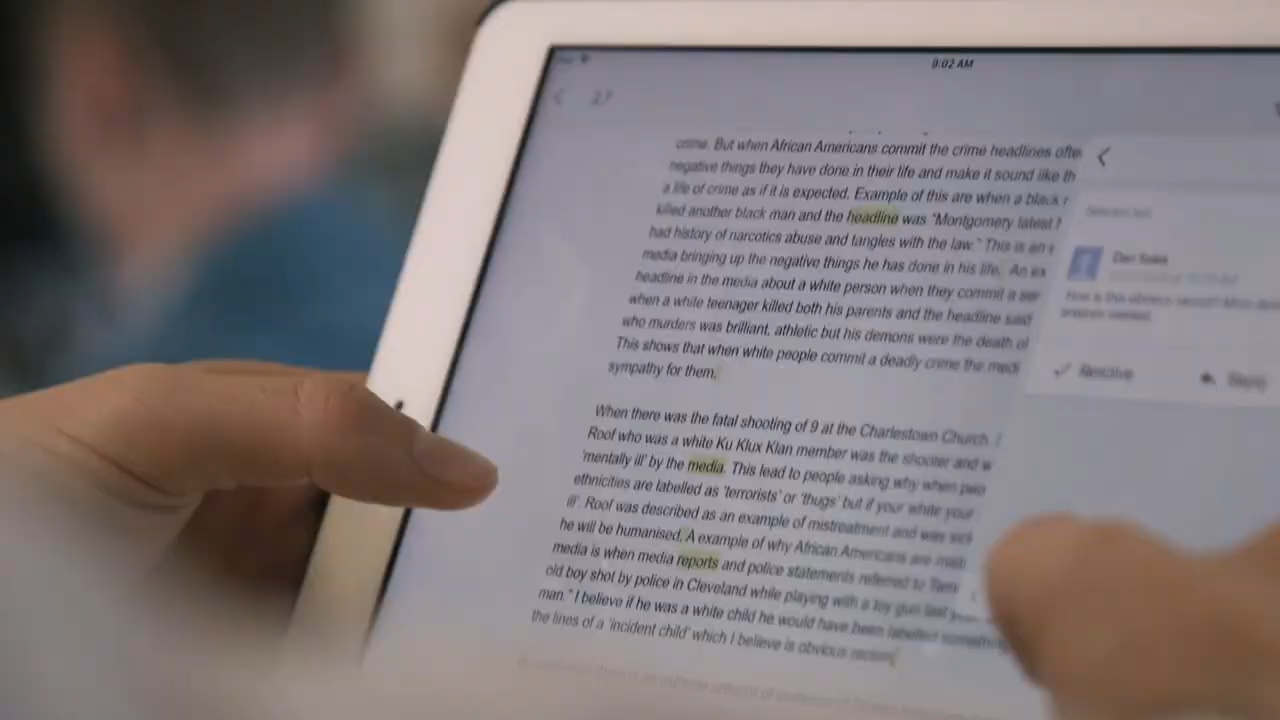 9:02 AM
27
crime. But when African Americans commit the crime headlines ofte
negative things they have done in their life and make it sound like th
a life of crime as if it is expected. Example of this are when a black
killed another black man and the headline was "Montgomery latest
had history of narcotics abuse and tangles with the law." This is an
media bringing up the negative things he has done in his life. An ex
headline in the media about a white person when they commit a ser
when a white teenager killed both his parents and the headline said
who murders was brilliant, athletic but his demons were the death of
This shows that when white people commit a deadly crime the medi
sympathy for them.
When there was the fatal shooting of 9 at the Charlestown Church.
Roof who was a white Ku Klux Klan member was the shooter and w
'mentally ill' by the media. This lead to people asking why when
ethnicities are labelled as 'terrorists' or 'thugs' but if your white your
ill'. Roof was described as an example of mistreatment and was
he will be humanised. A example of why African Americans are
media is when media reports and police statements referred to
old boy shot by police in Cleveland while playing with a toy gun last
man." I believe if he was a white child he would have been labelled something
the lines of a 'incident child' which I believe is obvious racism
Selected text
Dan
Resolve
Reply